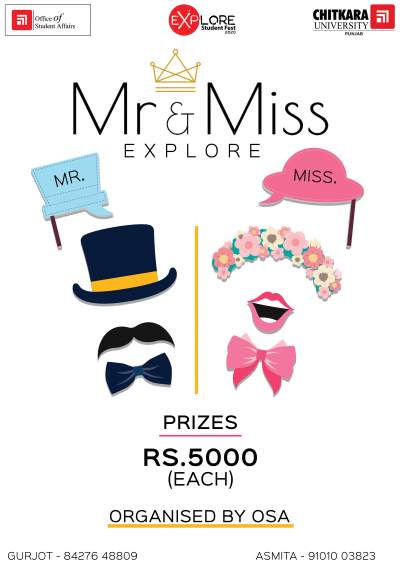 Office of
Student Affairs
EXPLORE
Student Fest
2020
CHITKARA
UNIVERSITY
PUNJAB
Mr & Miss
EXPLORE
MR.
MISS.
PRIZES
RS.5000
(EACH)
ORGANISED BY OSA
GURJOT - 84276 48809
ASMITA - 91010 03823